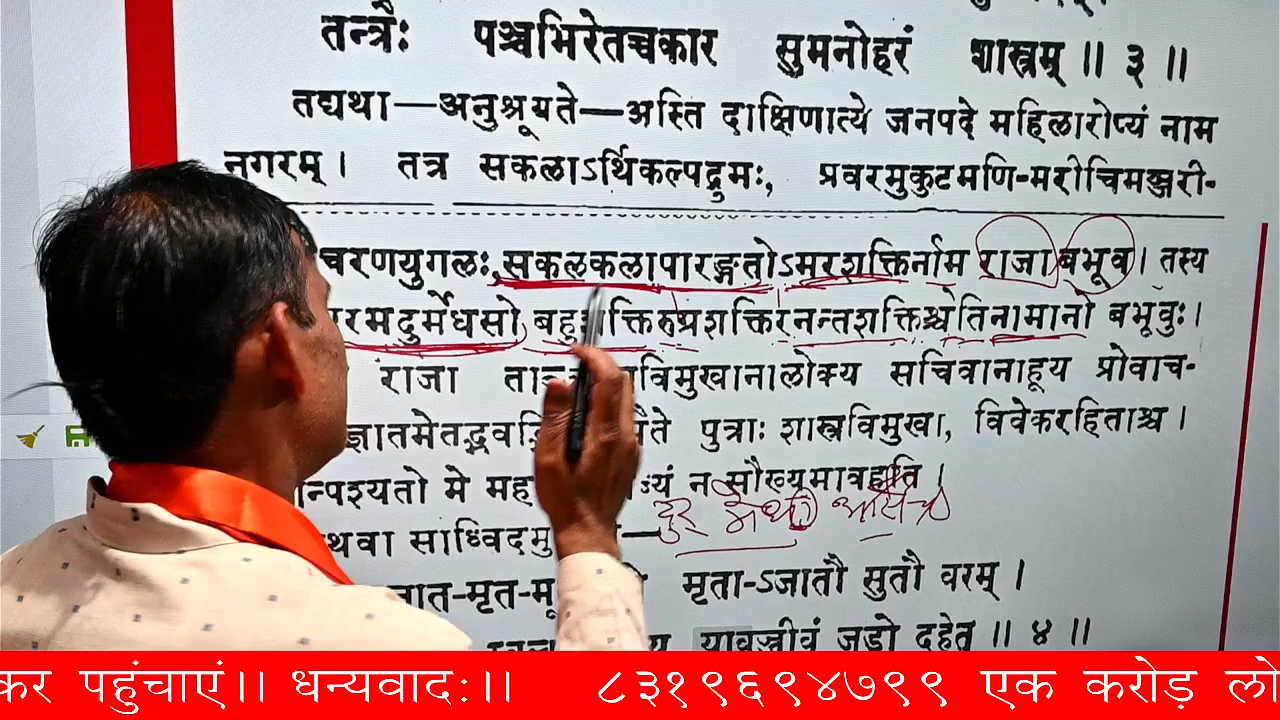 तन्त्रैः पञ्चभिरेतच्चकार सुमनोहरं शास्त्रम् ॥ ३ ॥
तद्यथा—अनुश्रूयते—अस्ति दाक्षिणात्ये जनपदे महिलारोप्यं नाम
नगरम् । तत्र सकलाऽर्थिकल्पद्रुमः, प्रवरमुकुटमणि-मरीचिमञ्जरी-
चरणयुगलः, सकलकलापारङ्गतोऽमरशक्तिर्नाम राजा बभूव । तस्य
रमदुर्मेधसो बहुशक्तिरुग्रशक्तिरनन्तशक्तिश्चेतिनामानो बभूवुः ।
राजा विमुखानालोक्य सचिवानाहूय प्रोवाच-
ज्ञातमेतद्भव पुत्राः शास्त्रविमुखा, विवेकरहिताश्च ।
न्पश्यतो मे मह ज्यं न सौख्यमावहति ।
दुर् मेधा
थवा साध्विदमु —
जात-मृत-मू मृता-ऽजातौ सुतौ वरम् ।
यावज्जीवं जडो दहेत् ॥ ४ ॥
कर पहुंचाएं।। धन्यवादः।। ८३१९६९४७९९ एक करोड़ लो